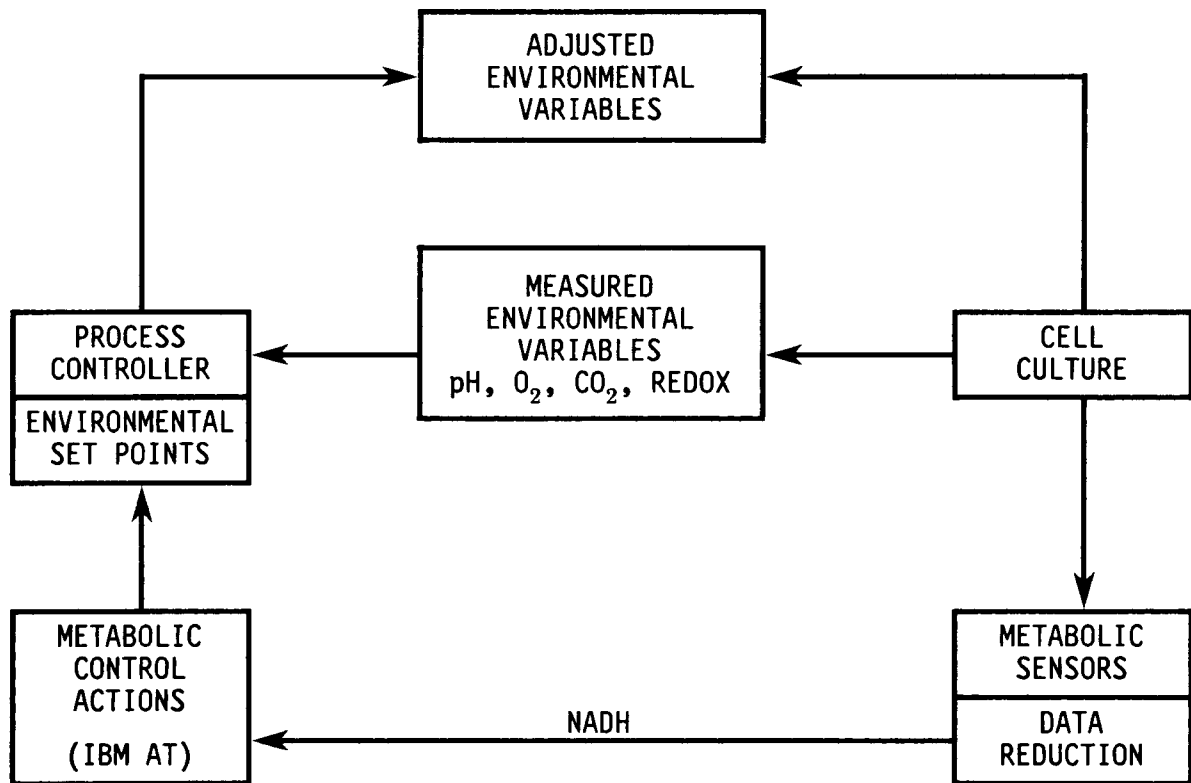 ADJUSTED
ENVIRONMENTAL
VARIABLES
MEASURED
ENVIRONMENTAL
VARIABLES
pH, O₂, CO₂, REDOX
PROCESS
CONTROLLER
ENVIRONMENTAL
SET POINTS
CELL
CULTURE
METABOLIC
CONTROL
ACTIONS
(IBM AT)
NADH
METABOLIC
SENSORS
DATA
REDUCTION